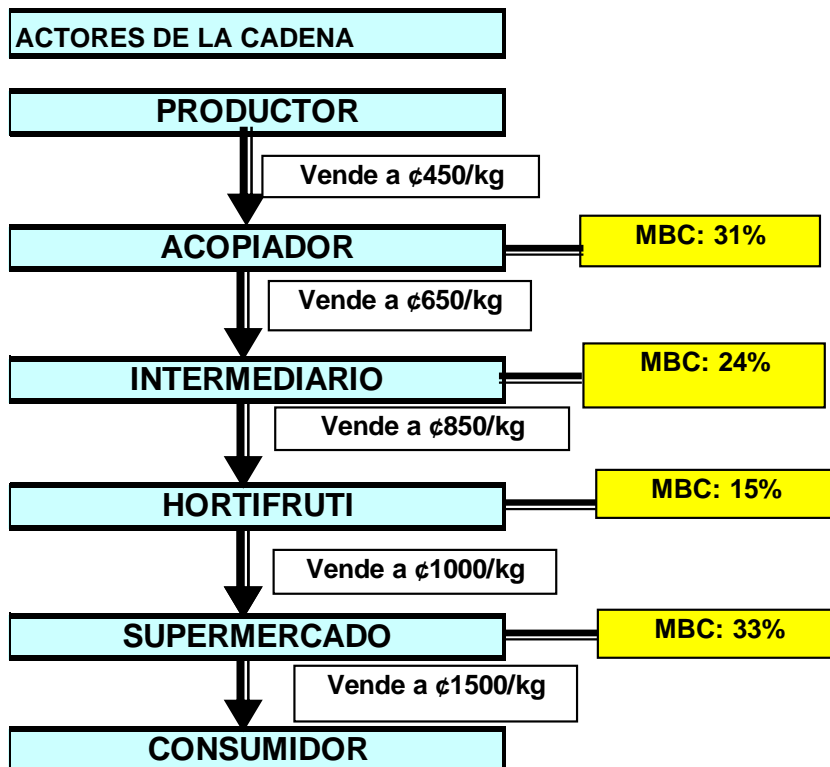 ACTORES DE LA CADENA
PRODUCTOR
Vende a ¢450/kg
ACOPIADOR
MBC: 31%
Vende a ¢650/kg
INTERMEDIARIO
MBC: 24%
Vende a ¢850/kg
HORTIFRUTI
MBC: 15%
Vende a ¢1000/kg
SUPERMERCADO
MBC: 33%
Vende a ¢1500/kg
CONSUMIDOR